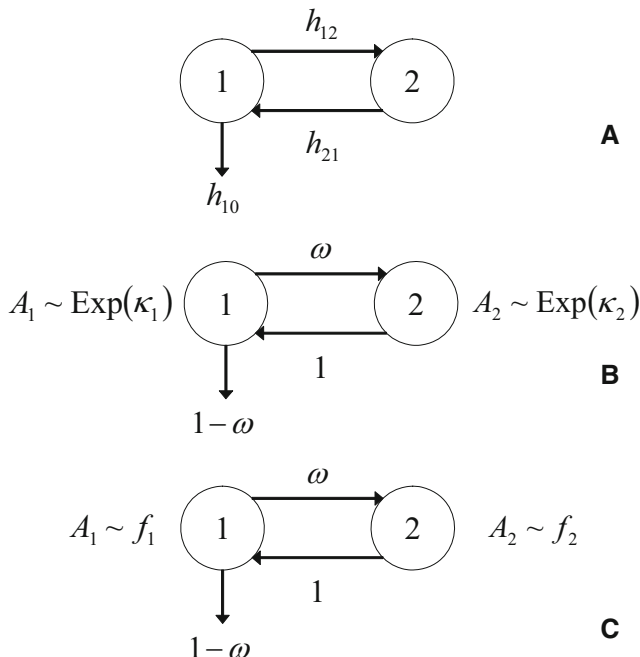 h₁₂
1 2
h₂₁
A
h₁₀
ω
A₁ ~ Exp(κ₁) 1 2 A₂ ~ Exp(κ₂)
1
B
1 − ω
ω
A₁ ~ f₁ 1 2 A₂ ~ f₂
1
C
1 − ω